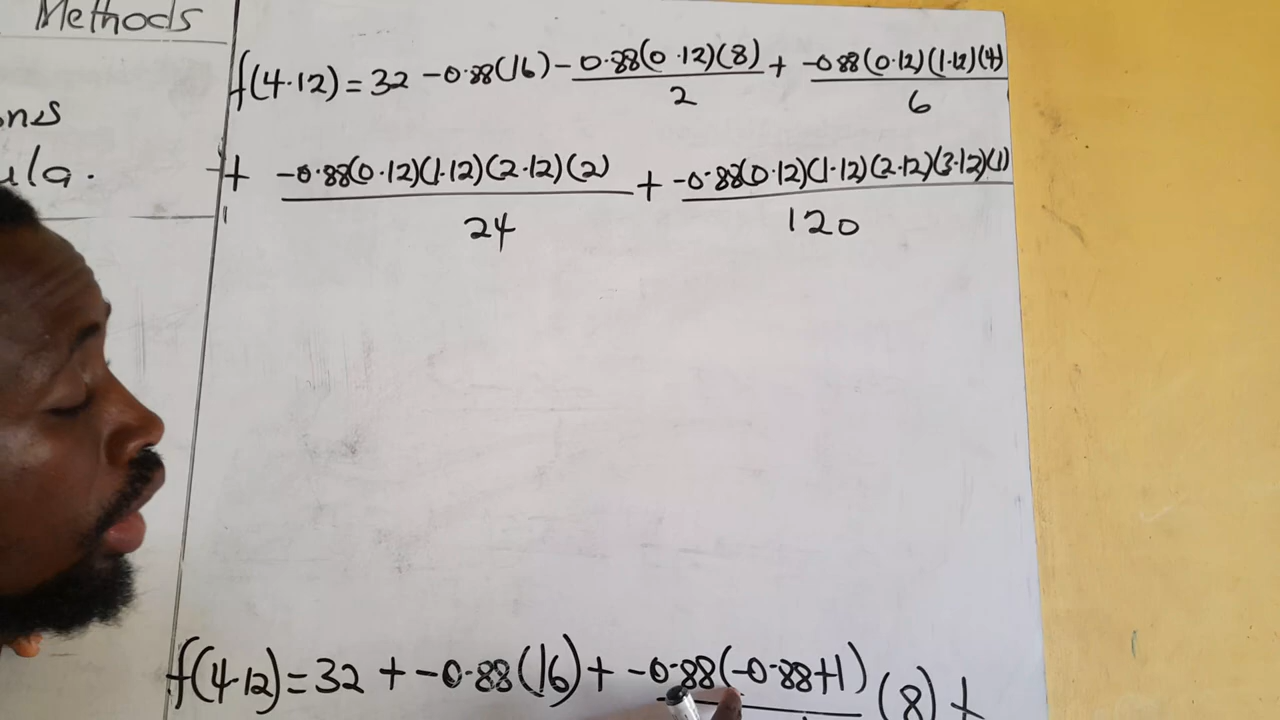 Methods
ns
ula.
f(4.12) = 32 - 0.88(16) - 0.88(0.12)(8)/2 + -0.88(0.12)(1.12)(4)/6
+ -0.88(0.12)(1.12)(2.12)(2)/24 + -0.88(0.12)(1.12)(2.12)(3.12)(1)/120
f(4.12) = 32 + -0.88(16) + -0.88(-0.88+1) (8) +